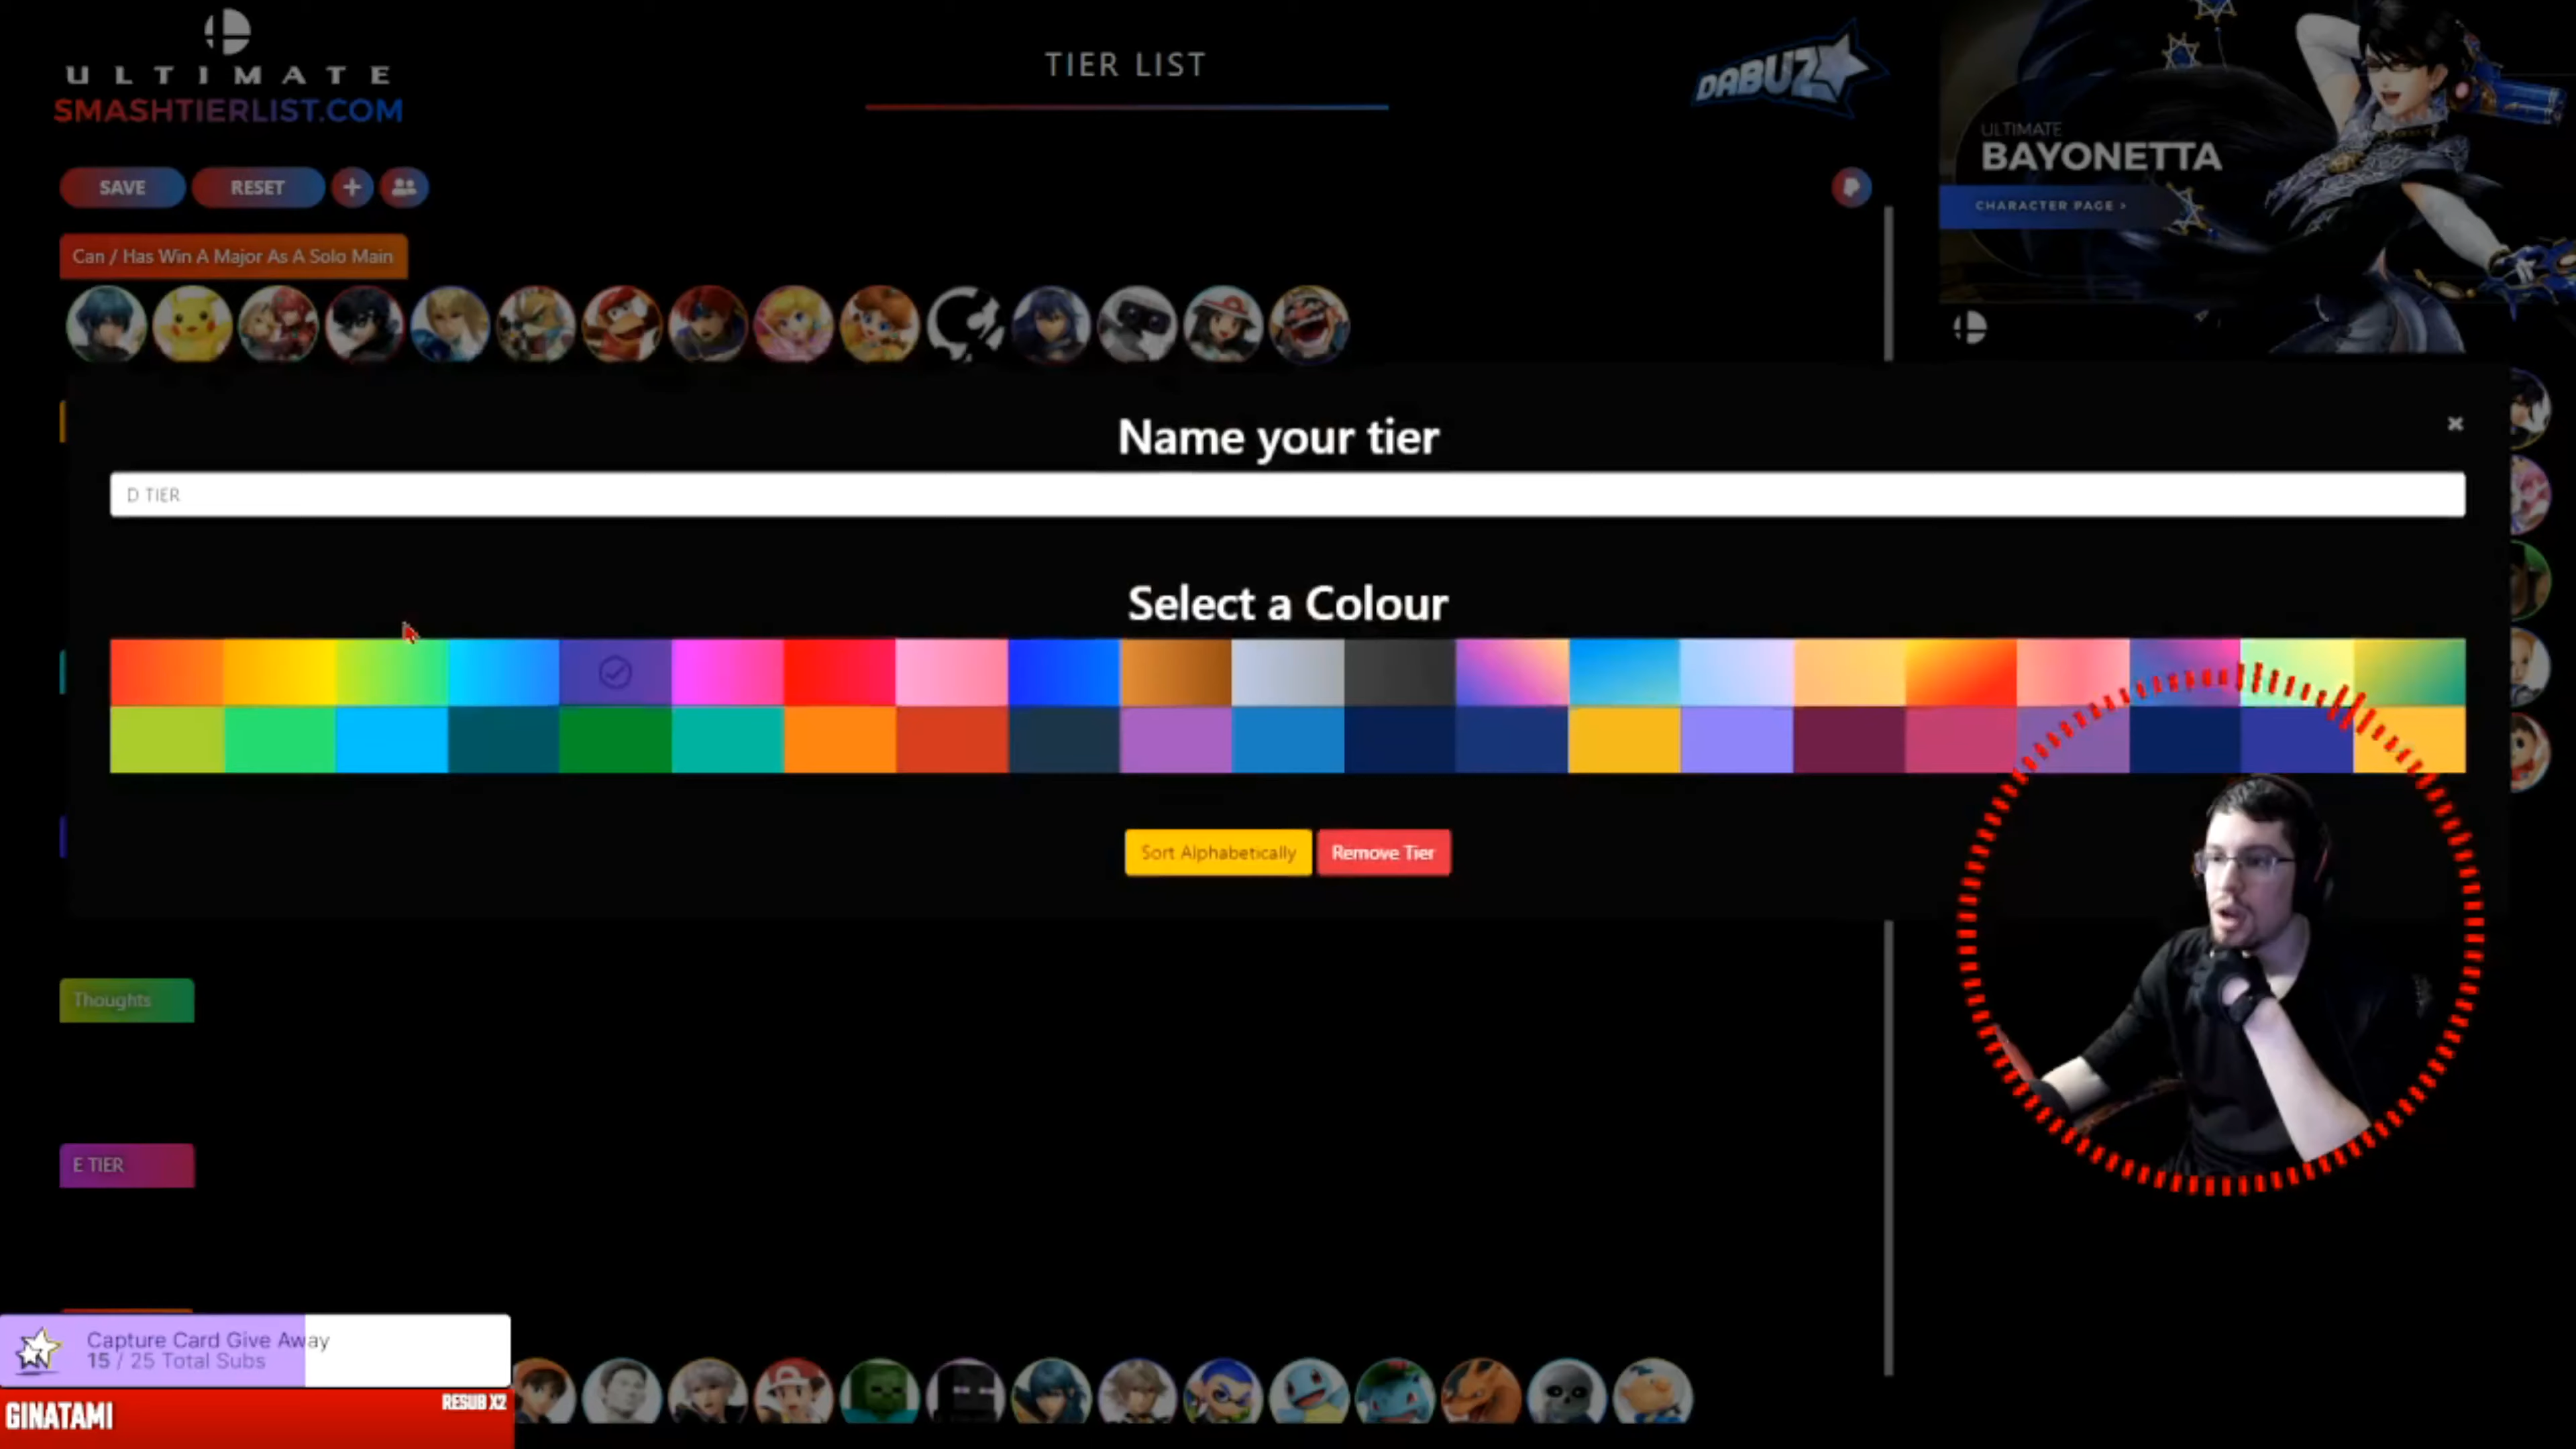 ULTIMATE
SMASHTIERLIST.COM
TIER LIST
DABUZ
ULTIMATE
BAYONETTA
CHARACTER PAGE >
SAVE
RESET
+
Can / Has Win A Major As A Solo Main
Name your tier
×
D TIER
Select a Colour
Sort Alphabetically
Remove Tier
Thoughts
E TIER
Capture Card Give Away
15 / 25 Total Subs
GINATAMI
RESUB X2